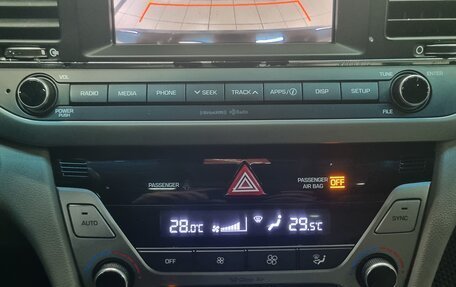 VOL
TUNE
ENTER
RADIO
MEDIA
PHONE
SEEK
TRACK
APPS/i
DISP
SETUP
POWER
PUSH
FILE
PASSENGER
PASSENGER
AIR BAG
OFF
28.0°C
29.5°C
AUTO
SYNC
OFF